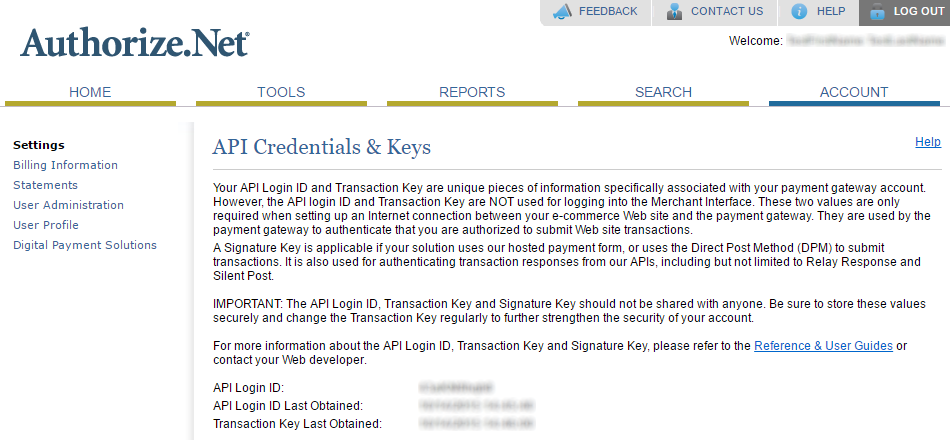 FEEDBACK CONTACT US HELP LOG OUT
Authorize.Net®
Welcome:
HOME TOOLS REPORTS SEARCH ACCOUNT
Settings
Billing Information
Statements
User Administration
User Profile
Digital Payment Solutions
API Credentials & Keys
Help
Your API Login ID and Transaction Key are unique pieces of information specifically associated with your payment gateway account.
However, the API login ID and Transaction Key are NOT used for logging into the Merchant Interface. These two values are only
required when setting up an Internet connection between your e-commerce Web site and the payment gateway. They are used by the
payment gateway to authenticate that you are authorized to submit Web site transactions.
A Signature Key is applicable if your solution uses our hosted payment form, or uses the Direct Post Method (DPM) to submit
transactions. It is also used for authenticating transaction responses from our APIs, including but not limited to Relay Response and
Silent Post.
IMPORTANT: The API Login ID, Transaction Key and Signature Key should not be shared with anyone. Be sure to store these values
securely and change the Transaction Key regularly to further strengthen the security of your account.
For more information about the API Login ID, Transaction Key and Signature Key, please refer to the Reference & User Guides or
contact your Web developer.
API Login ID:
API Login ID Last Obtained:
Transaction Key Last Obtained: